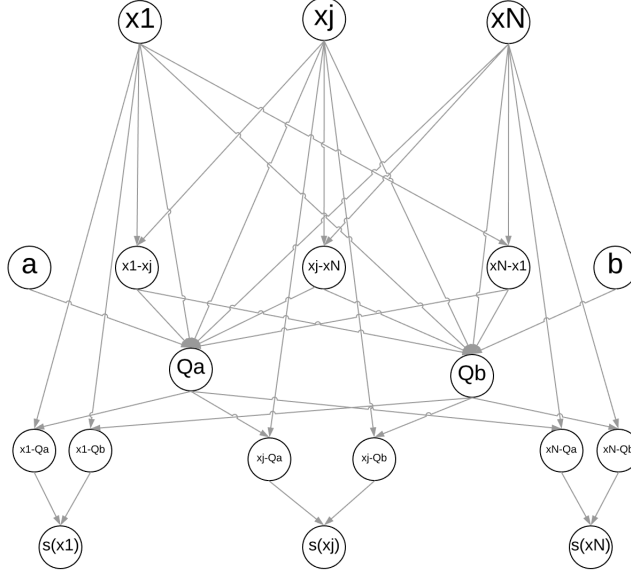 x1 xj xN
a x1-xj xj-xN xN-x1 b
Qa Qb
x1-Qa x1-Qb xj-Qa xj-Qb xN-Qa xN-Qb
s(x1) s(xj) s(xN)